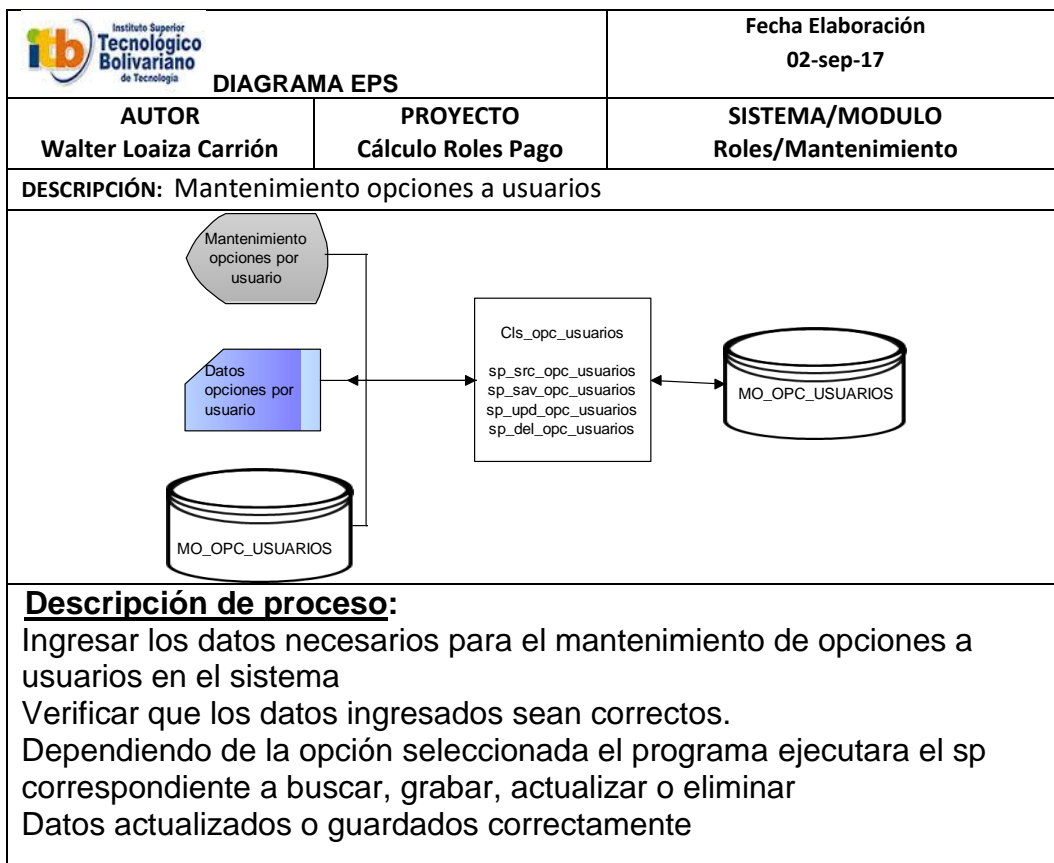 itb
Instituto Superior
Tecnológico
Bolivariano
de Tecnología
DIAGRAMA EPS
Fecha Elaboración
02-sep-17
AUTOR
Walter Loaiza Carrión
PROYECTO
Cálculo Roles Pago
SISTEMA/MODULO
Roles/Mantenimiento
DESCRIPCIÓN: Mantenimiento opciones a usuarios
Mantenimiento
opciones por
usuario
Datos
opciones por
usuario
MO_OPC_USUARIOS
Cls_opc_usuarios
sp_src_opc_usuarios
sp_sav_opc_usuarios
sp_upd_opc_usuarios
sp_del_opc_usuarios
MO_OPC_USUARIOS
Descripción de proceso:
Ingresar los datos necesarios para el mantenimiento de opciones a
usuarios en el sistema
Verificar que los datos ingresados sean correctos.
Dependiendo de la opción seleccionada el programa ejecutara el sp
correspondiente a buscar, grabar, actualizar o eliminar
Datos actualizados o guardados correctamente